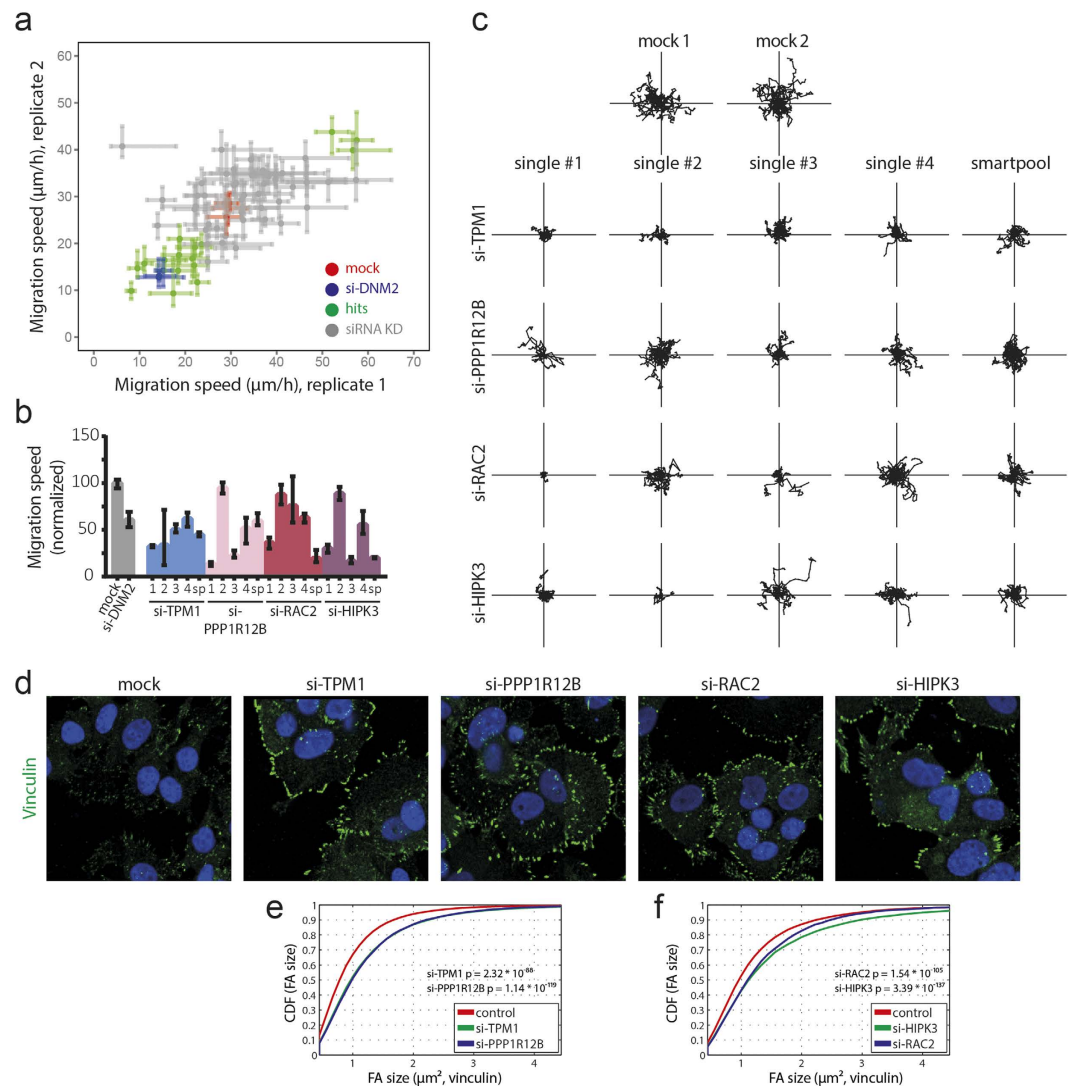 a
Migration speed (μm/h), replicate 2
60
50
40
30
20
10
0
mock
si-DNM2
hits
siRNA KD
0 10 20 30 40 50 60 70
Migration speed (μm/h), replicate 1
b
Migration speed
(normalized)
150
100
50
0
mock
si-DNM2
1 2 3 4 sp 1 2 3 4 sp 1 2 3 4 sp 1 2 3 4 sp
si-TPM1 si- si-RAC2 si-HIPK3
PPP1R12B
c
mock 1 mock 2
single #1 single #2 single #3 single #4 smartpool
si-TPM1
si-PPP1R12B
si-RAC2
si-HIPK3
d
mock si-TPM1 si-PPP1R12B si-RAC2 si-HIPK3
Vinculin
e
CDF (FA size)
1
0.9
0.8
0.7
0.6
0.5
0.4
0.3
0.2
0.1
0
si-TPM1 p = 2.32 * 10^-88
si-PPP1R12B p = 1.14 * 10^-119
control
si-TPM1
si-PPP1R12B
1 2 3 4
FA size (μm², vinculin)
f
CDF (FA size)
1
0.9
0.8
0.7
0.6
0.5
0.4
0.3
0.2
0.1
0
si-RAC2 p = 1.54 * 10^-105
si-HIPK3 p = 3.39 * 10^-137
control
si-HIPK3
si-RAC2
1 2 3 4
FA size (μm², vinculin)